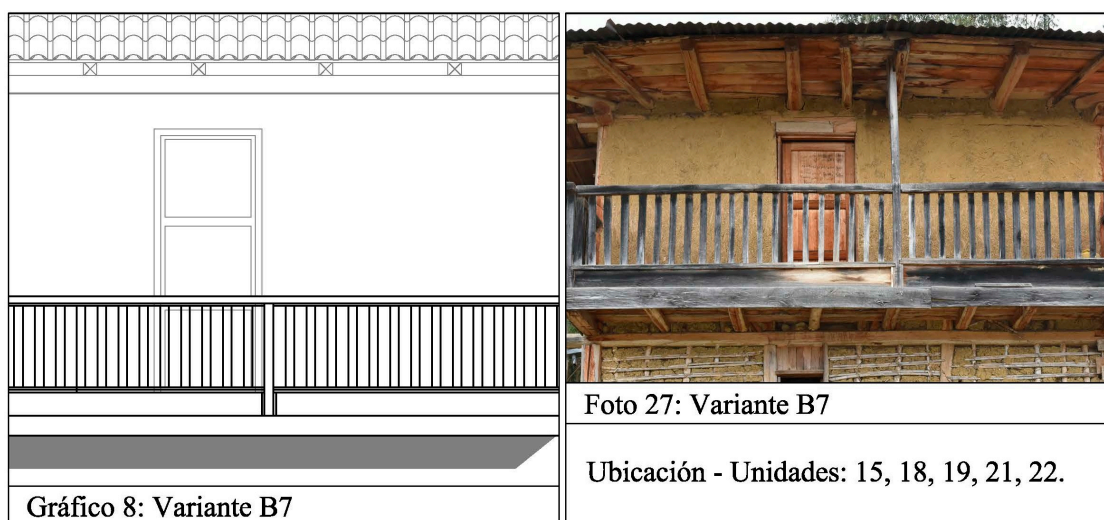 Foto 27: Variante B7
Ubicación - Unidades: 15, 18, 19, 21, 22.
Gráfico 8: Variante B7